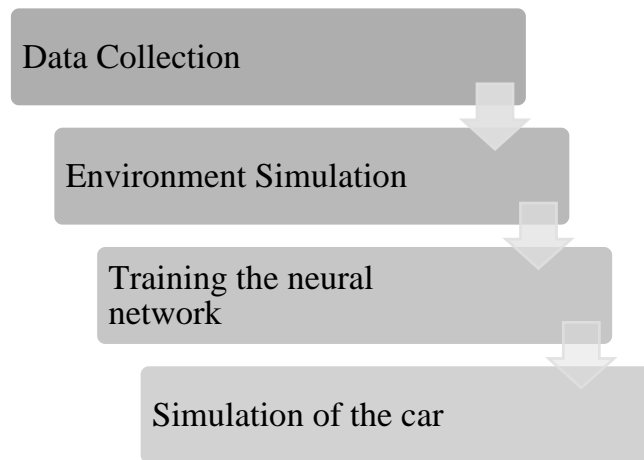 Data Collection
Environment Simulation
Training the neural
network
Simulation of the car